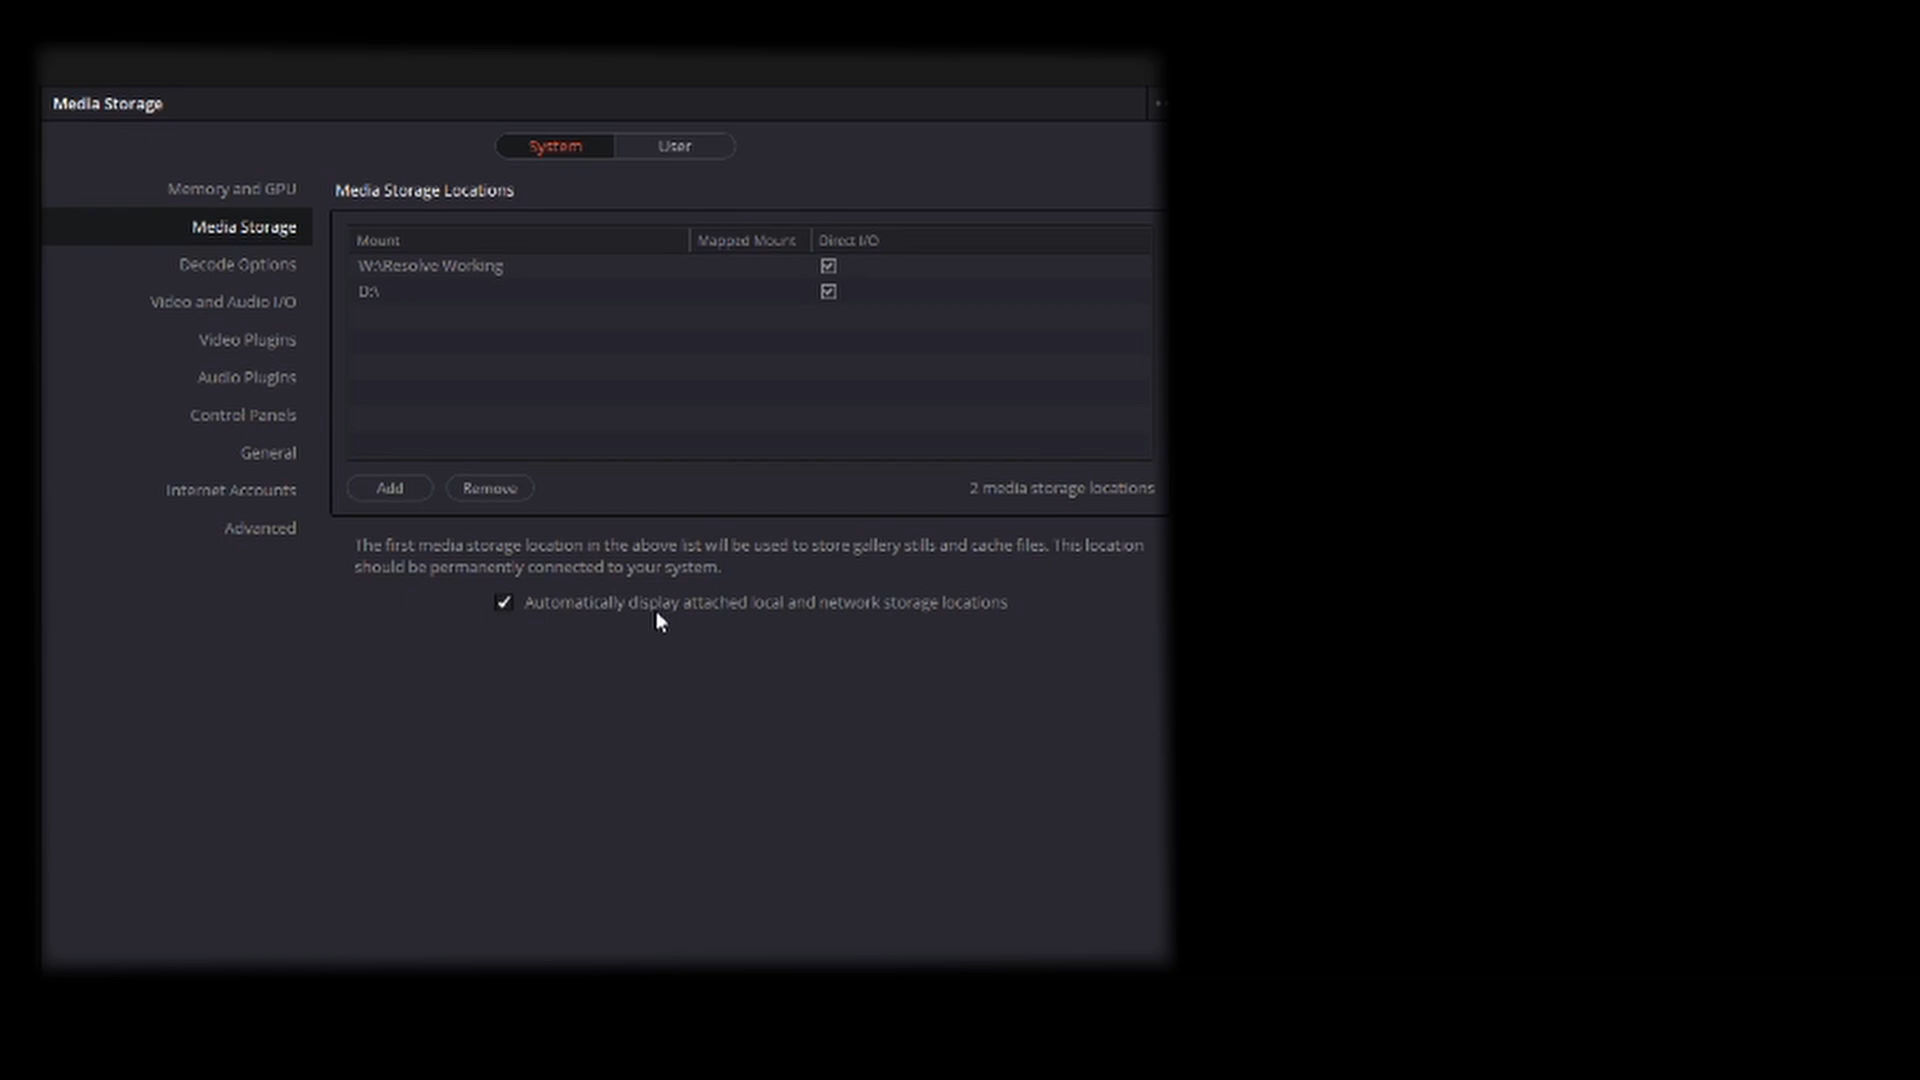 Media Storage
System User
Memory and GPU
Media Storage
Decode Options
Video and Audio I/O
Video Plugins
Audio Plugins
Control Panels
General
Internet Accounts
Advanced
Media Storage Locations
Mount Mapped Mount Direct I/O
W:\Resolve Working
D:\
Add Remove 2 media storage locations
The first media storage location in the above list will be used to store gallery stills and cache files. This location
should be permanently connected to your system.
Automatically display attached local and network storage locations